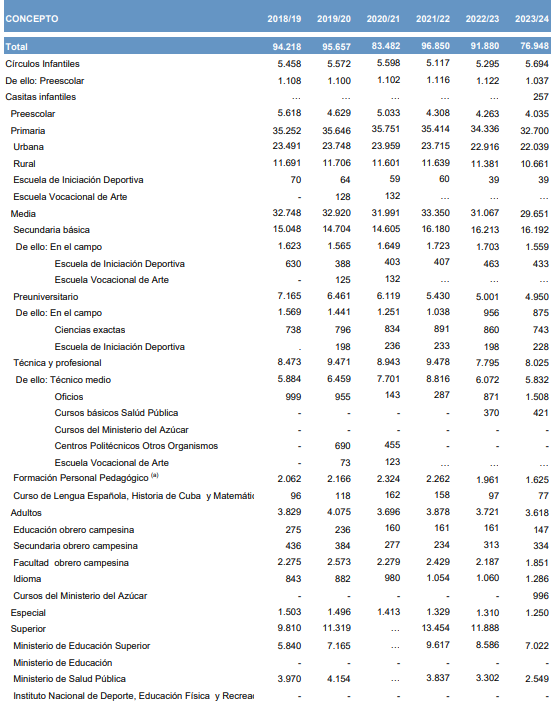 CONCEPTO 2018/19 2019/20 2020/21 2021/22 2022/23 2023/24
Total 94.218 95.657 83.482 96.850 91.880 76.948
Círculos Infantiles 5.458 5.572 5.598 5.117 5.295 5.694
De ello: Preescolar 1.108 1.100 1.102 1.116 1.122 1.037
Casitas infantiles ... ... ... ... ... 257
Preescolar 5.618 4.629 5.033 4.308 4.263 4.035
Primaria 35.252 35.646 35.751 35.414 34.336 32.700
Urbana 23.491 23.748 23.959 23.715 22.916 22.039
Rural 11.691 11.706 11.601 11.639 11.381 10.661
Escuela de Iniciación Deportiva 70 64 59 60 39 39
Escuela Vocacional de Arte - 128 132 ... ... ...
Media 32.748 32.920 31.991 33.350 31.067 29.651
Secundaria básica 15.048 14.704 14.605 16.180 16.213 16.192
De ello: En el campo 1.623 1.565 1.649 1.723 1.703 1.559
Escuela de Iniciación Deportiva 630 388 403 407 463 433
Escuela Vocacional de Arte - 125 132 ... ... ...
Preuniversitario 7.165 6.461 6.119 5.430 5.001 4.950
De ello: En el campo 1.569 1.441 1.251 1.038 956 875
Ciencias exactas 738 796 834 891 860 743
Escuela de Iniciación Deportiva . 198 236 233 198 228
Técnica y profesional 8.473 9.471 8.943 9.478 7.795 8.025
De ello: Técnico medio 5.884 6.459 7.701 8.816 6.072 5.832
Oficios 999 955 143 287 871 1.508
Cursos básicos Salúd Pública - - - - 370 421
Cursos del Ministerio del Azúcar - - - - - -
Centros Politécnicos Otros Organismos - 690 455 - - -
Escuela Vocacional de Arte - 73 123 ... ... ...
Formación Personal Pedagógico (a) 2.062 2.166 2.324 2.262 1.961 1.625
Curso de Lengua Española, Historia de Cuba y Matemátic 96 118 162 158 97 77
Adultos 3.829 4.075 3.696 3.878 3.721 3.618
Educación obrero campesina 275 236 160 161 161 147
Secundaria obrero campesina 436 384 277 234 313 334
Facultad obrero campesina 2.275 2.573 2.279 2.429 2.187 1.851
Idioma 843 882 980 1.054 1.060 1.286
Cursos del Ministerio del Azúcar - - - - - 996
Especial 1.503 1.496 1.413 1.329 1.310 1.250
Superior 9.810 11.319 ... 13.454 11.888
Ministerio de Educación Superior 5.840 7.165 ... 9.617 8.586 7.022
Ministerio de Educación - - - - - -
Ministerio de Salud Pública 3.970 4.154 ... 3.837 3.302 2.549
Instituto Nacional de Deporte, Educación Física y Recrea - - - - - -